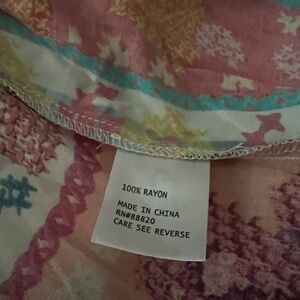 100% RAYON
MADE IN CHINA
RN#88820
CARE SEE REVERSE